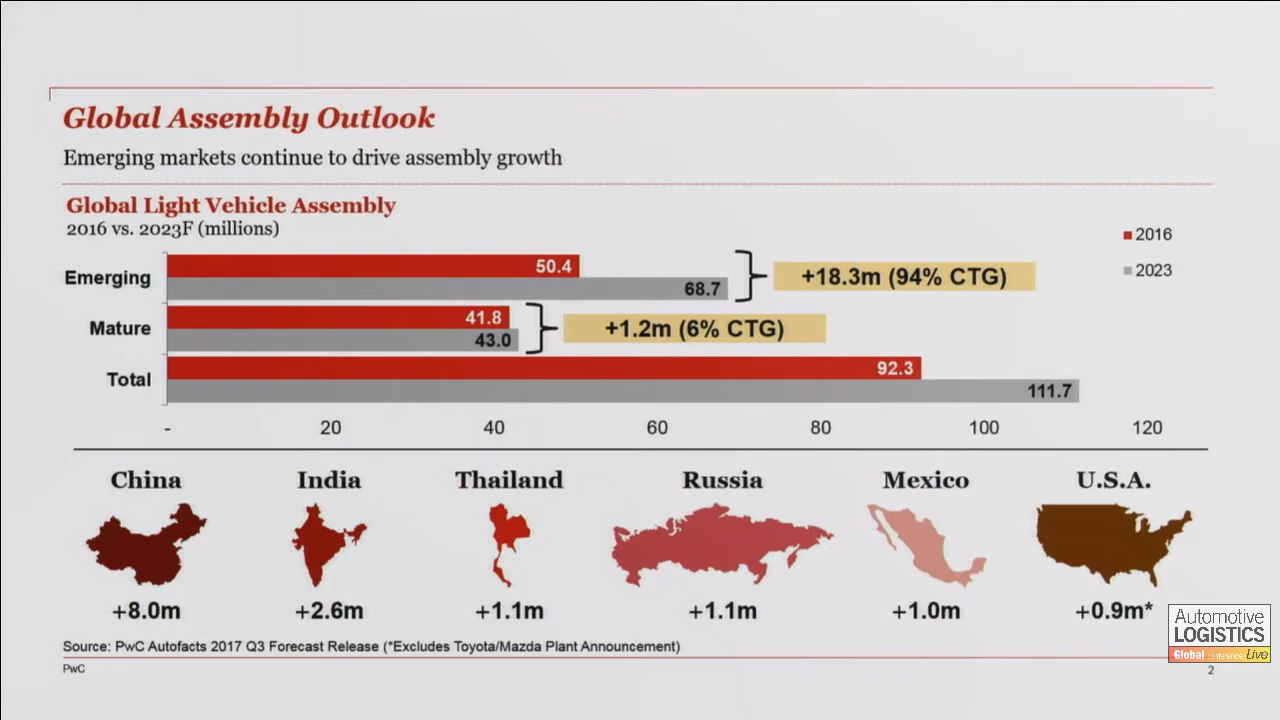 Global Assembly Outlook
Emerging markets continue to drive assembly growth
Global Light Vehicle Assembly
2016 vs. 2023F (millions)
2016
2023
Emerging
50.4
68.7
+18.3m (94% CTG)
Mature
41.8
43.0
+1.2m (6% CTG)
Total
92.3
111.7
- 20 40 60 80 100 120
China India Thailand Russia Mexico U.S.A.
+8.0m +2.6m +1.1m +1.1m +1.0m +0.9m*
Automotive
LOGISTICS
Global conference Live
Source: PwC Autofacts 2017 Q3 Forecast Release (*Excludes Toyota/Mazda Plant Announcement)
PwC
2